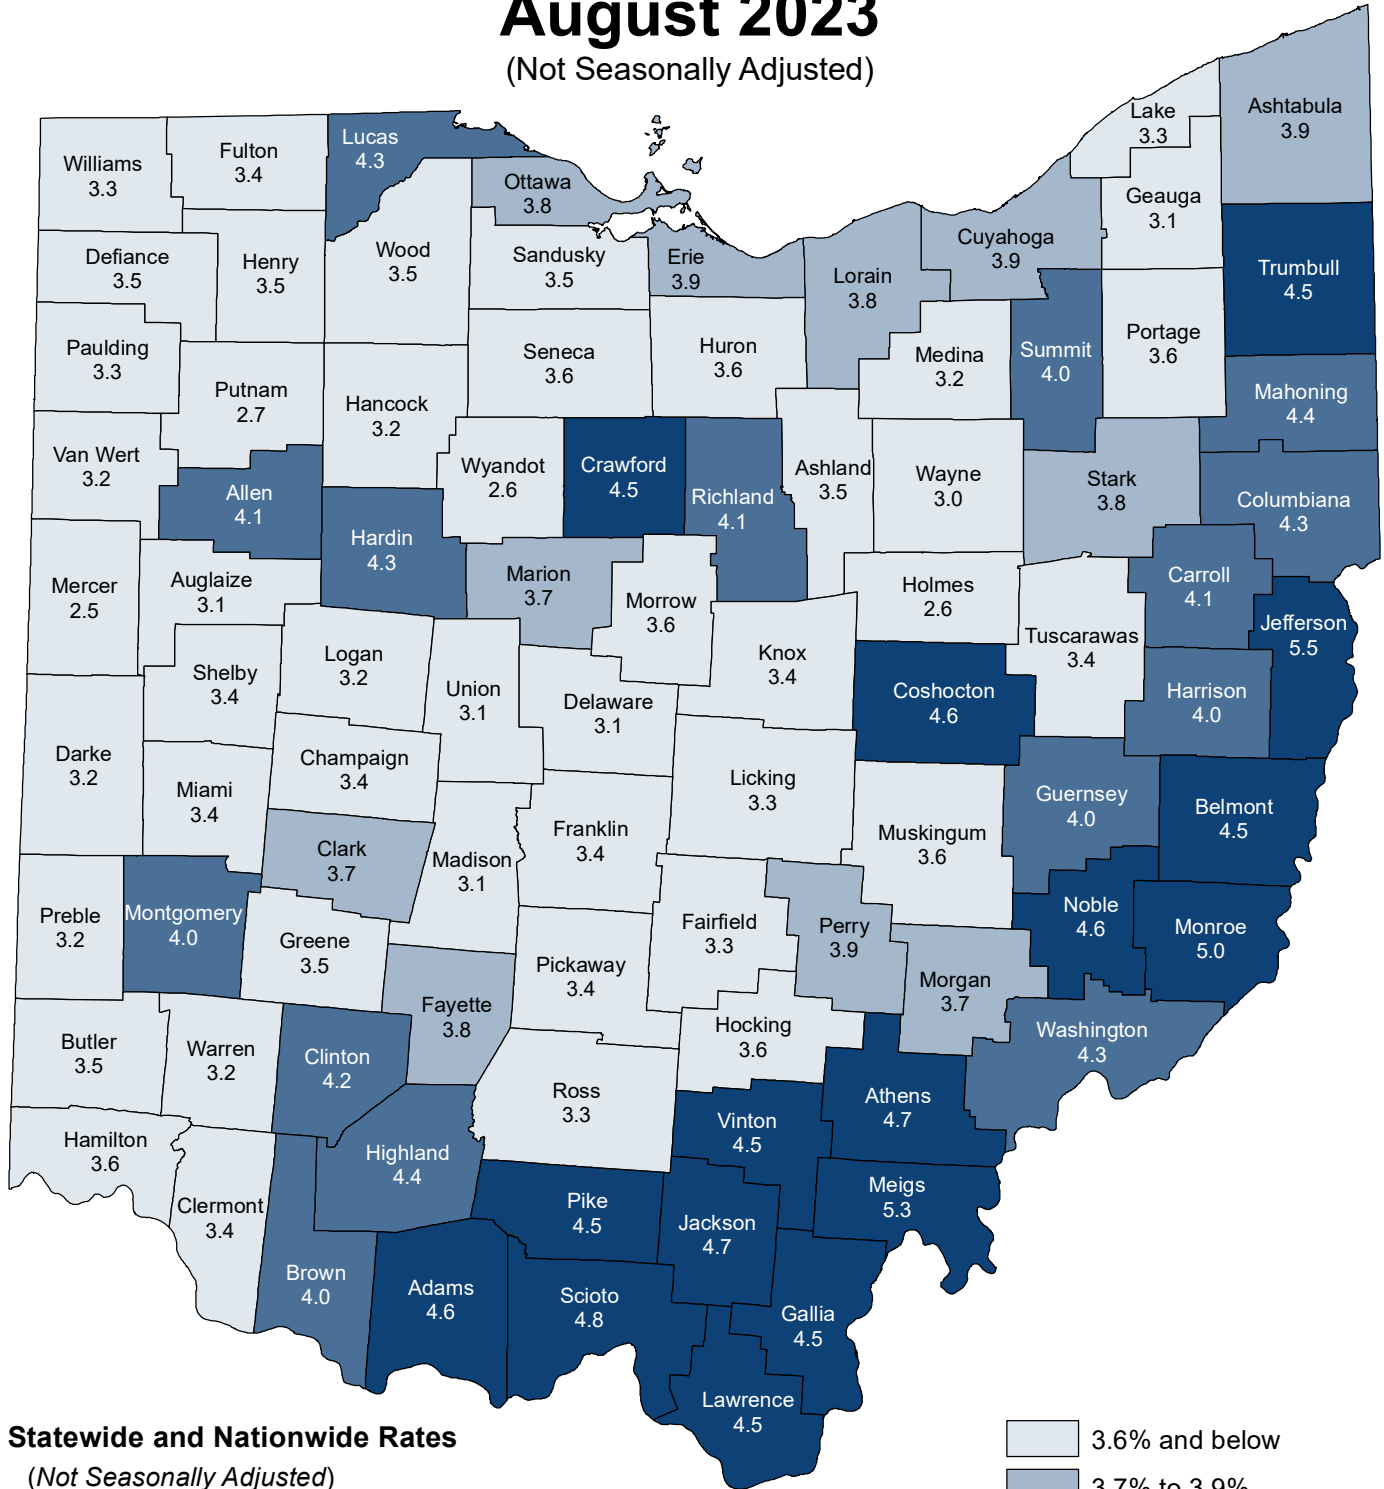 August 2023
(Not Seasonally Adjusted)
Lake
3.3
Ashtabula
3.9
Lucas
4.3
Williams
3.3
Fulton
3.4
Ottawa
3.8
Geauga
3.1
Defiance
3.5
Henry
3.5
Wood
3.5
Sandusky
3.5
Erie
3.9
Lorain
3.8
Cuyahoga
3.9
Trumbull
4.5
Paulding
3.3
Putnam
2.7
Hancock
3.2
Seneca
3.6
Huron
3.6
Medina
3.2
Summit
4.0
Portage
3.6
Mahoning
4.4
Van Wert
3.2
Allen
4.1
Wyandot
2.6
Crawford
4.5
Richland
4.1
Ashland
3.5
Wayne
3.0
Stark
3.8
Columbiana
4.3
Hardin
4.3
Mercer
2.5
Auglaize
3.1
Marion
3.7
Morrow
3.6
Holmes
2.6
Carroll
4.1
Jefferson
5.5
Tuscarawas
3.4
Shelby
3.4
Logan
3.2
Union
3.1
Delaware
3.1
Knox
3.4
Coshocton
4.6
Harrison
4.0
Darke
3.2
Miami
3.4
Champaign
3.4
Licking
3.3
Muskingum
3.6
Guernsey
4.0
Belmont
4.5
Clark
3.7
Madison
3.1
Franklin
3.4
Preble
3.2
Montgomery
4.0
Greene
3.5
Fairfield
3.3
Perry
3.9
Noble
4.6
Monroe
5.0
Pickaway
3.4
Morgan
3.7
Fayette
3.8
Hocking
3.6
Washington
4.3
Butler
3.5
Warren
3.2
Clinton
4.2
Ross
3.3
Athens
4.7
Vinton
4.5
Hamilton
3.6
Highland
4.4
Meigs
5.3
Clermont
3.4
Pike
4.5
Jackson
4.7
Brown
4.0
Adams
4.6
Scioto
4.8
Gallia
4.5
Lawrence
4.5
Statewide and Nationwide Rates
(Not Seasonally Adjusted)
3.6% and below
3.7% to 3.9%